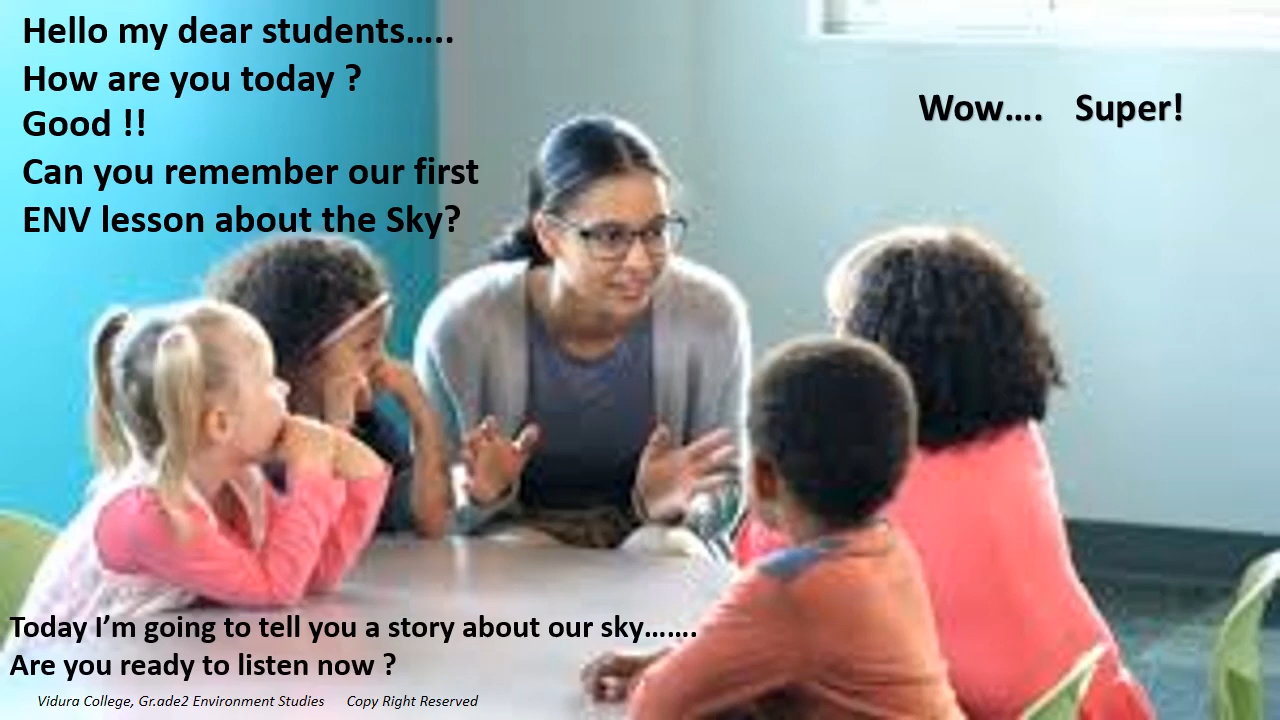 Hello my dear students…..
How are you today ?
Good !!
Can you remember our first
ENV lesson about the Sky?
Wow…. Super!
Today I’m going to tell you a story about our sky…….
Are you ready to listen now ?
Vidura College, Gr.ade2 Environment Studies Copy Right Reserved